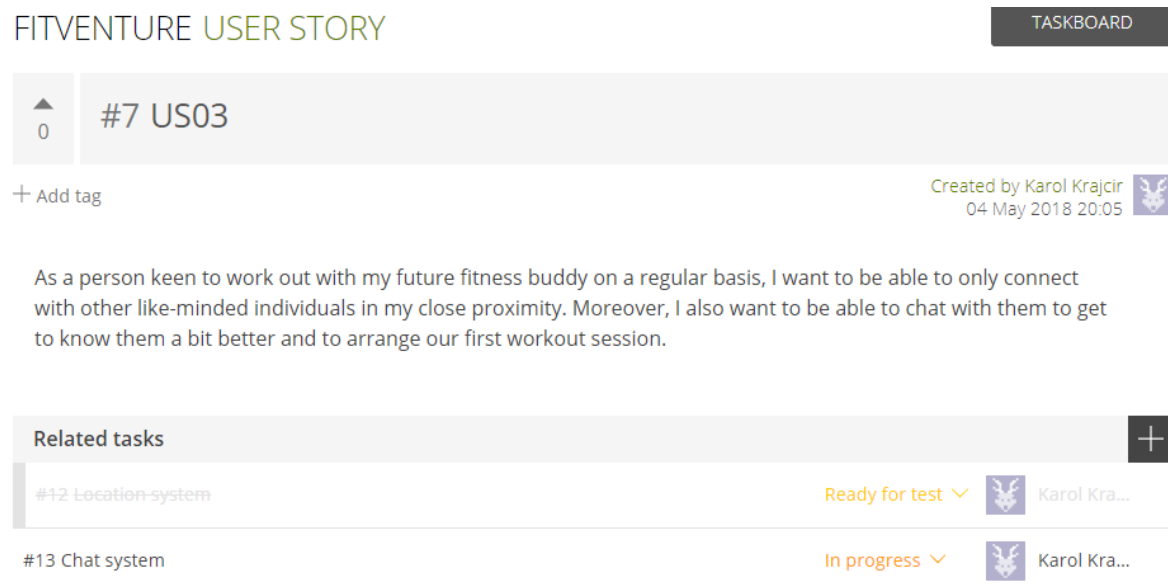 FITVENTURE USER STORY
TASKBOARD
0
#7 US03
+ Add tag
Created by Karol Krajcir
04 May 2018 20:05
As a person keen to work out with my future fitness buddy on a regular basis, I want to be able to only connect
with other like-minded individuals in my close proximity. Moreover, I also want to be able to chat with them to get
to know them a bit better and to arrange our first workout session.
Related tasks
#12 Location system
Ready for test
Karol Kra...
#13 Chat system
In progress
Karol Kra...